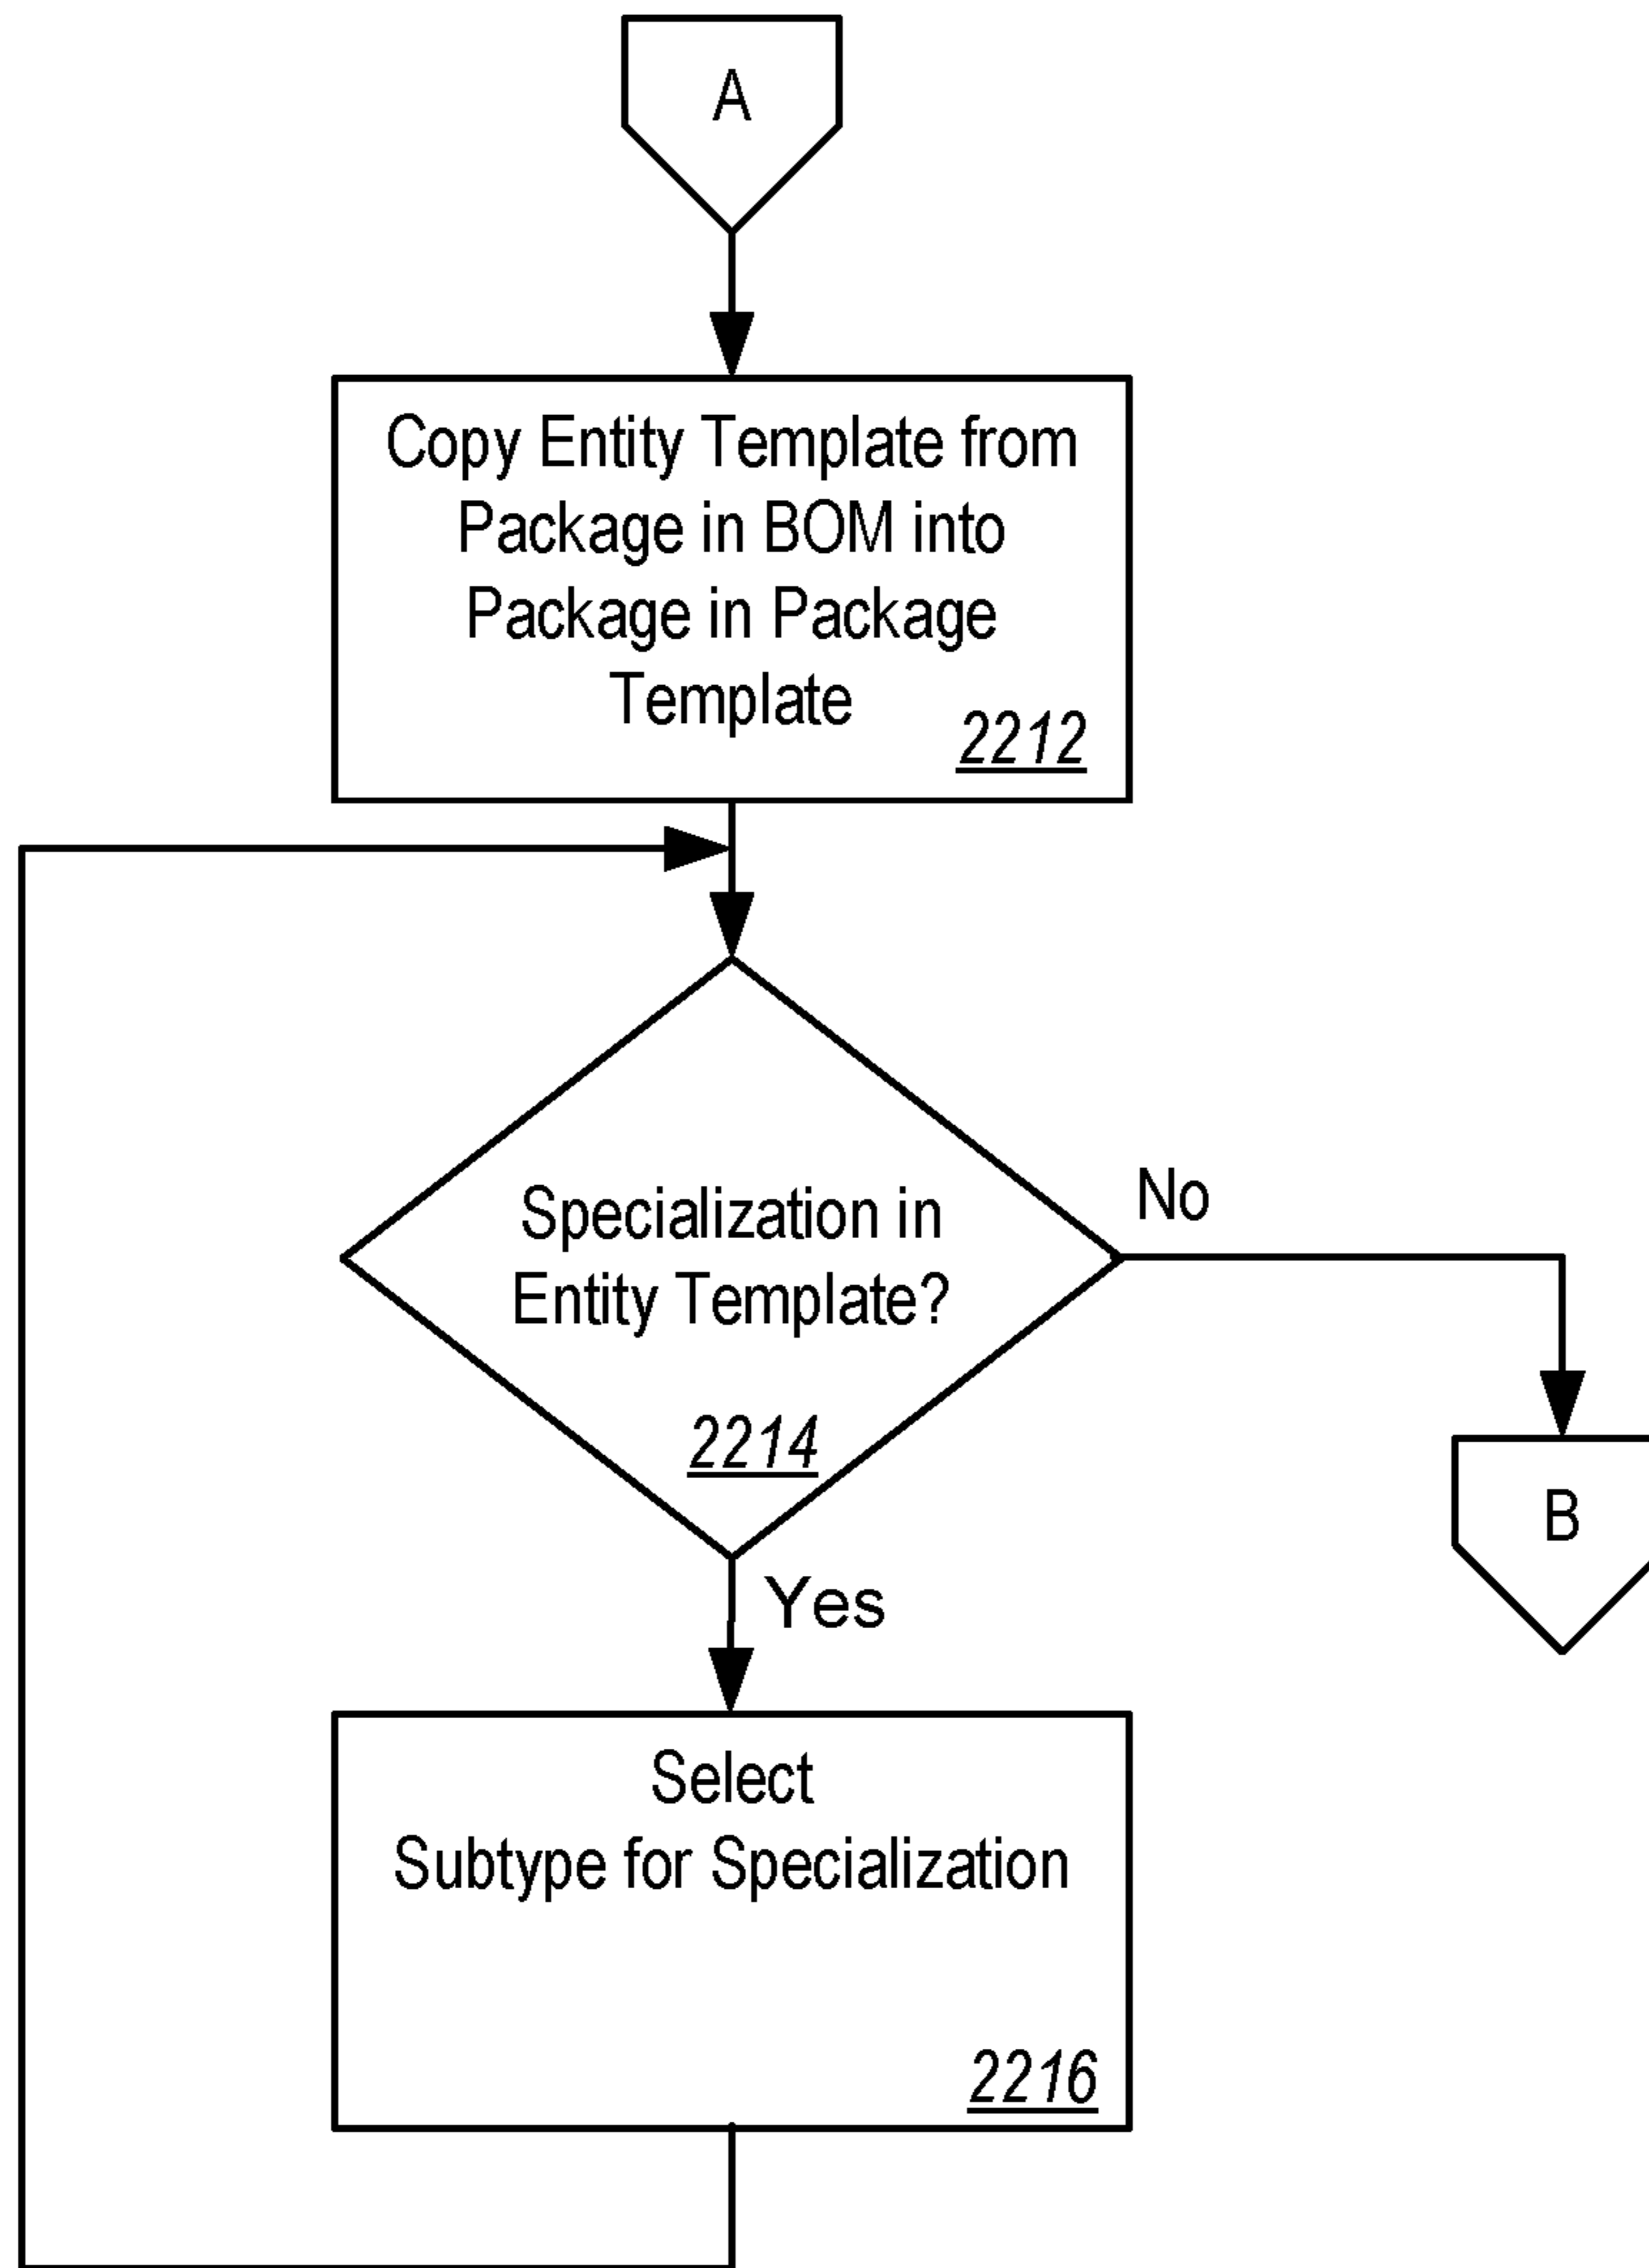 A
Copy Entity Template from
Package in BOM into
Package in Package
Template
2212
Specialization in
Entity Template?
2214
No
B
Yes
Select
Subtype for Specialization
2216